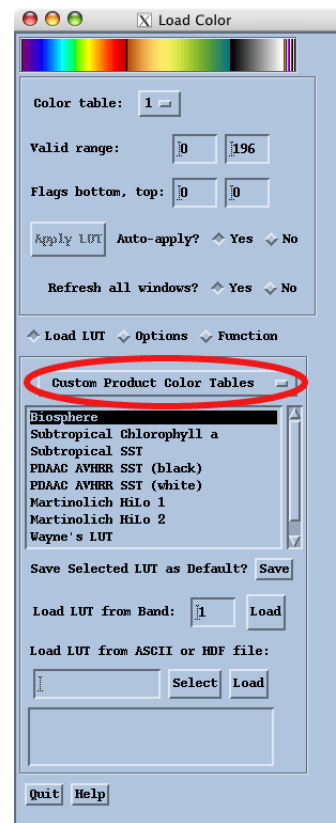 X Load Color
Color table: 1
Valid range: 0 196
Flags bottom, top: 0 0
Apply LUT Auto-apply? Yes No
Refresh all windows? Yes No
Load LUT Options Function
Custom Product Color Tables
Biosphere
Subtropical Chlorophyll a
Subtropical SST
PDAAC AVHRR SST (black)
PDAAC AVHRR SST (white)
Martinolich HiLo 1
Martinolich HiLo 2
Wayne's LUT
Save Selected LUT as Default? Save
Load LUT from Band: 1 Load
Load LUT from ASCII or HDF file:
Select Load
Quit Help